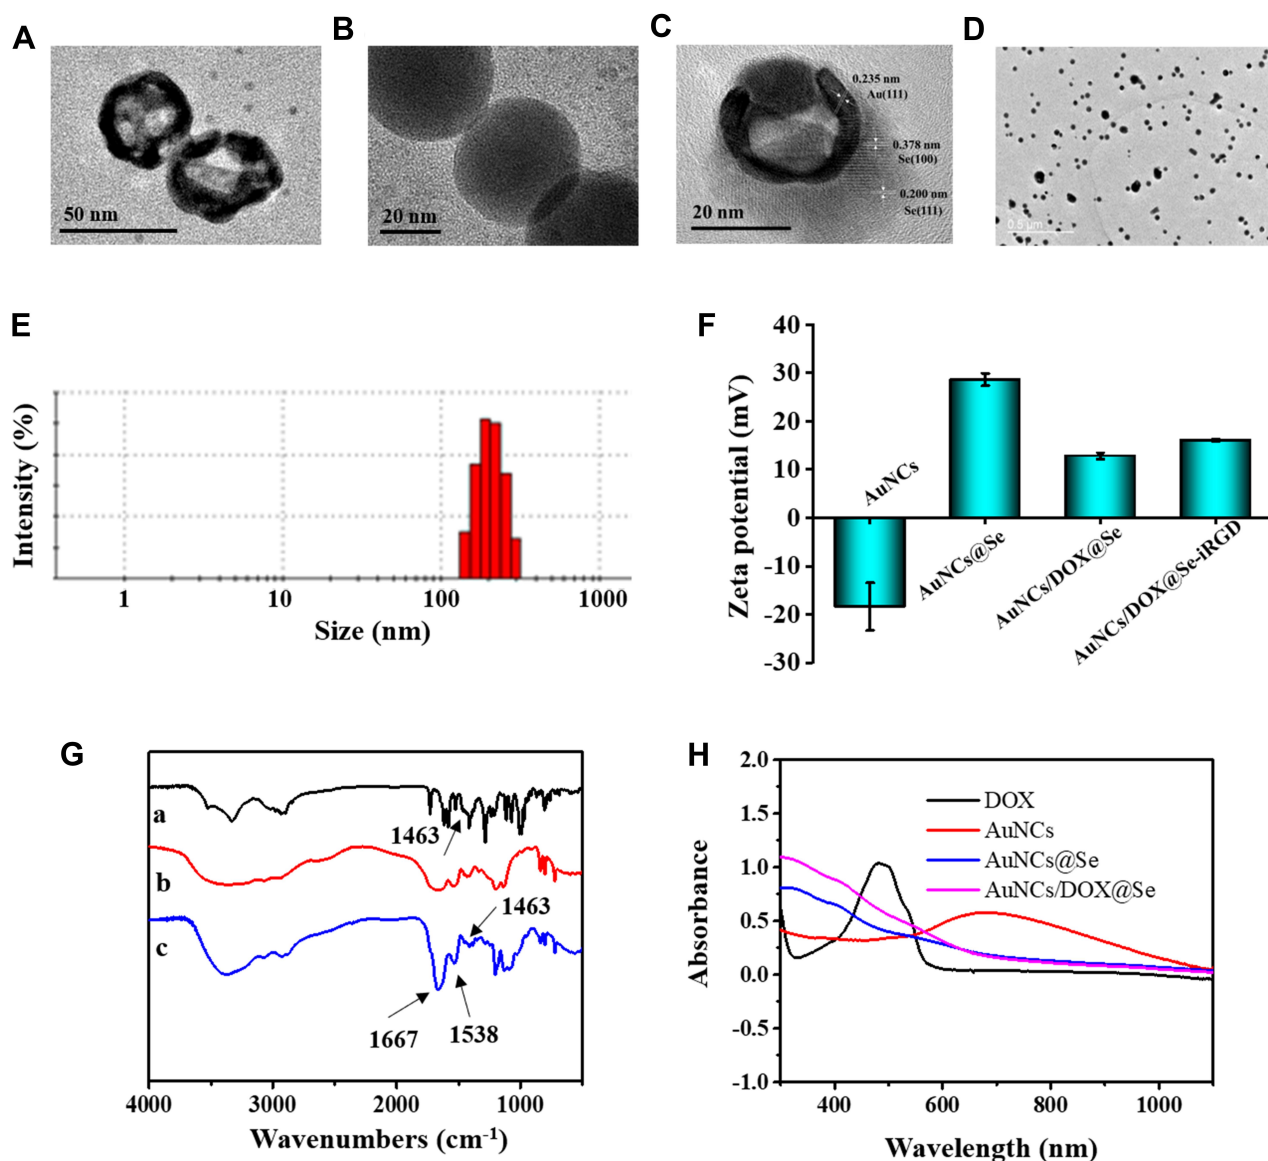 A
B
C
D
50 nm
20 nm
0.235 nm
Au(111)
0.378 nm
Se(100)
0.200 nm
Se(111)
20 nm
0.5 µm
E
Intensity (%)
1
10
100
1000
Size (nm)
F
Zeta potential (mV)
40
30
20
10
0
-10
-20
-30
AuNCs
AuNCs@Se
AuNCs/DOX@Se
AuNCs/DOX@Se-iRGD
G
a
1463
b
c
1463
1667
1538
4000
3000
2000
1000
Wavenumbers (cm-1)
H
Absorbance
2.0
1.5
1.0
0.5
0.0
-0.5
-1.0
DOX
AuNCs
AuNCs@Se
AuNCs/DOX@Se
400
600
800
1000
Wavelength (nm)